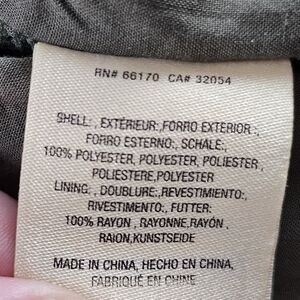 RN# 66170 CA# 32054
SHELL: , EXTÉRIEUR:,FORRO EXTERIOR:,
FORRO ESTERNO:, SCHALE:,
100% POLYESTER, POLYESTER, POLIESTER,
POLIESTERE,POLYESTER
LINING: , DOUBLURE:,REVESTIMIENTO:,
RIVESTIMENTO:, FUTTER:
100% RAYON , RAYONNE,RAYÓN ,
RAION,KUNSTSEIDE
MADE IN CHINA, HECHO EN CHINA,
FABRIQUÉ EN CHINE